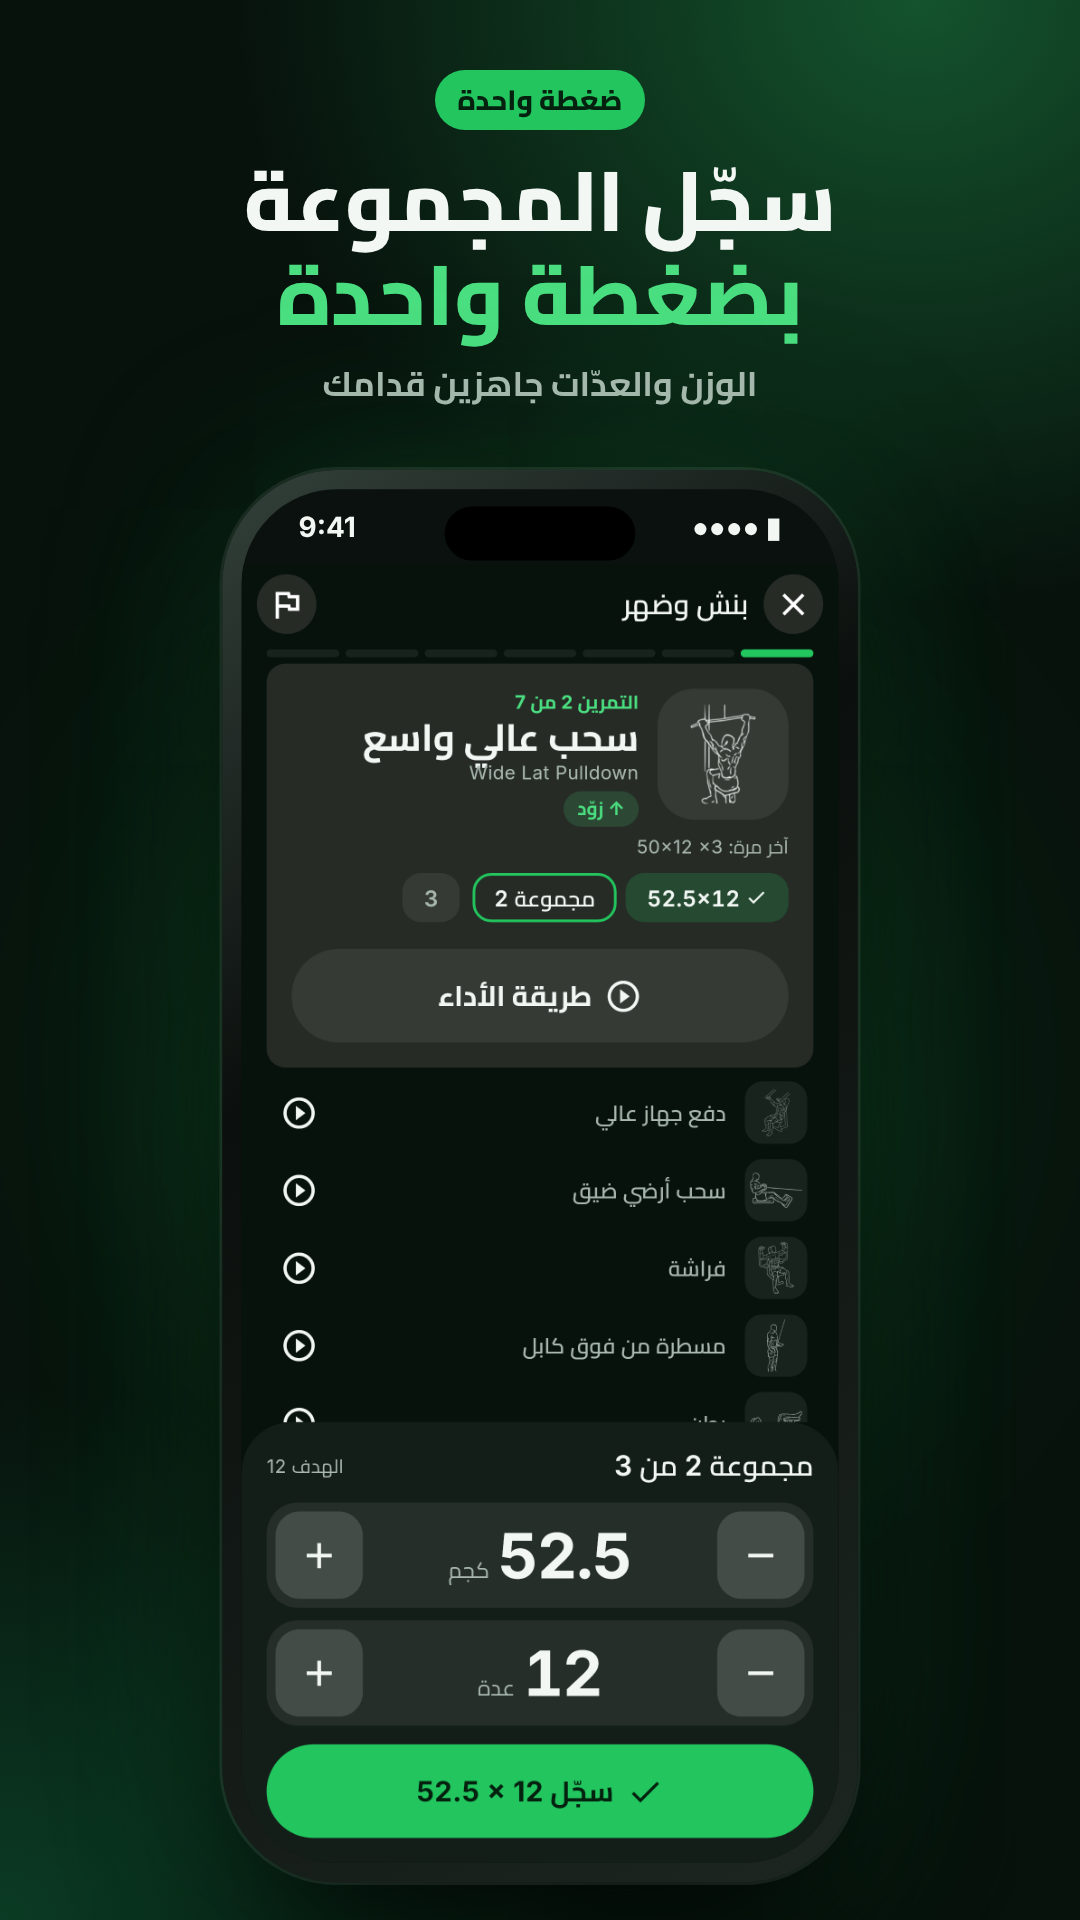 ضغطة واحدة
سجّل المجموعة
بضغطة واحدة
الوزن والعدّات جاهزين قدامك
9:41
بنش وضهر
التمرين 2 من 7
سحب عالي واسع
Wide Lat Pulldown
↑ زوّد
آخر مرة: 3× 12×50
✓ 52.5×12
مجموعة 2
3
طريقة الأداء
دفع جهاز عالي
سحب أرضي ضيق
فراشة
مسطرة من فوق كابل
مجموعة 2 من 3
الهدف 12
− 52.5 كجم +
− 12 عدة +
✓ سجّل 12 × 52.5